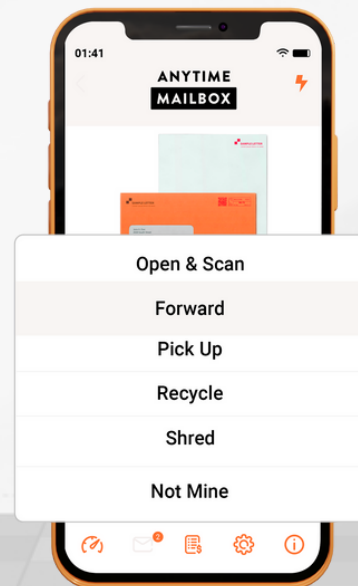 01:41
ANYTIME
MAILBOX
Open & Scan
Forward
Pick Up
Recycle
Shred
Not Mine
2